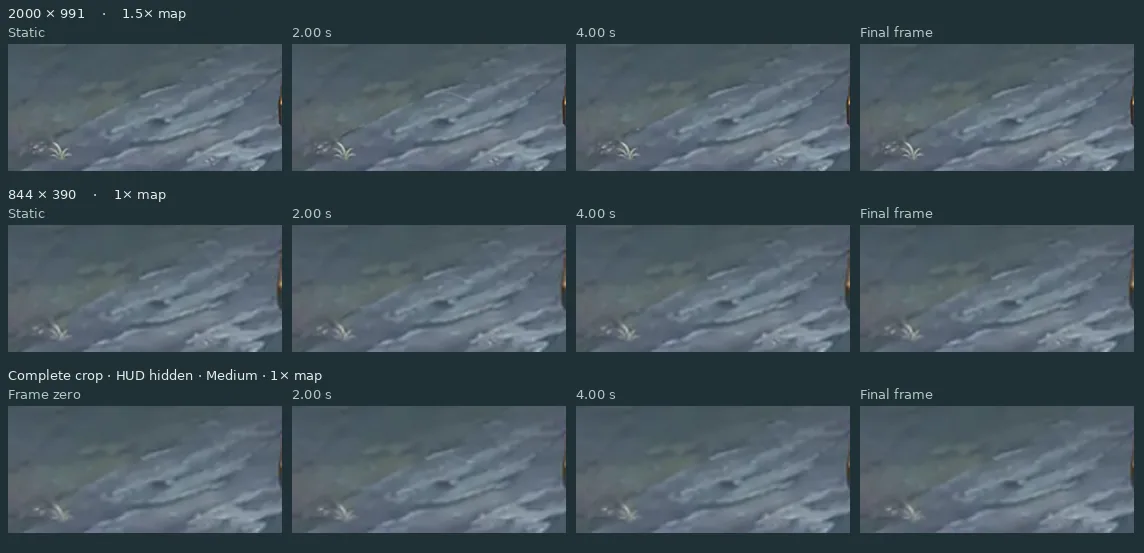 2000 × 991 · 1.5× map
Static 2.00 s 4.00 s Final frame
844 × 390 · 1× map
Static 2.00 s 4.00 s Final frame
Complete crop · HUD hidden · Medium · 1× map
Frame zero 2.00 s 4.00 s Final frame